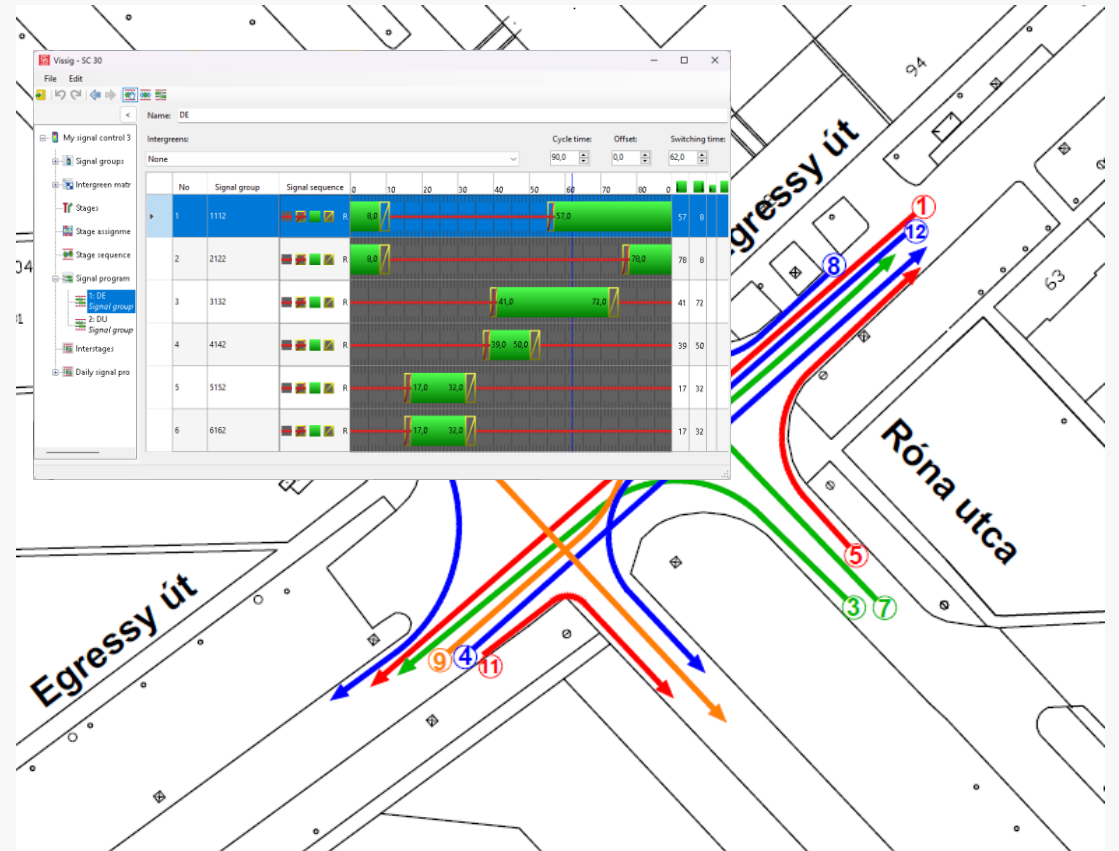 Vissig - SC 30
File Edit
Name: DE
My signal control 3
Signal groups
Intergreen matr
Stages
Stage assignme
Stage sequence
Signal program
1: DE
Signal group
2: DU
Signal group
Interstages
Daily signal pro
Intergreens:
None
Cycle time: Offset: Switching time:
90,0 0,0 62,0
No Signal group Signal sequence 0 10 20 30 40 50 60 70 80 0
1 1112 R 8,0 57,0 57 8
2 2122 R 8,0 78,0 78 8
3 3132 R 41,0 72,0 41 72
4 4142 R 39,0 50,0 39 50
5 5152 R 17,0 32,0 17 32
6 6162 R 17,0 32,0 17 32
94
Egressy út
1
12
8
63
04
Róna utca
5
3
7
Egressy út
9
4
11